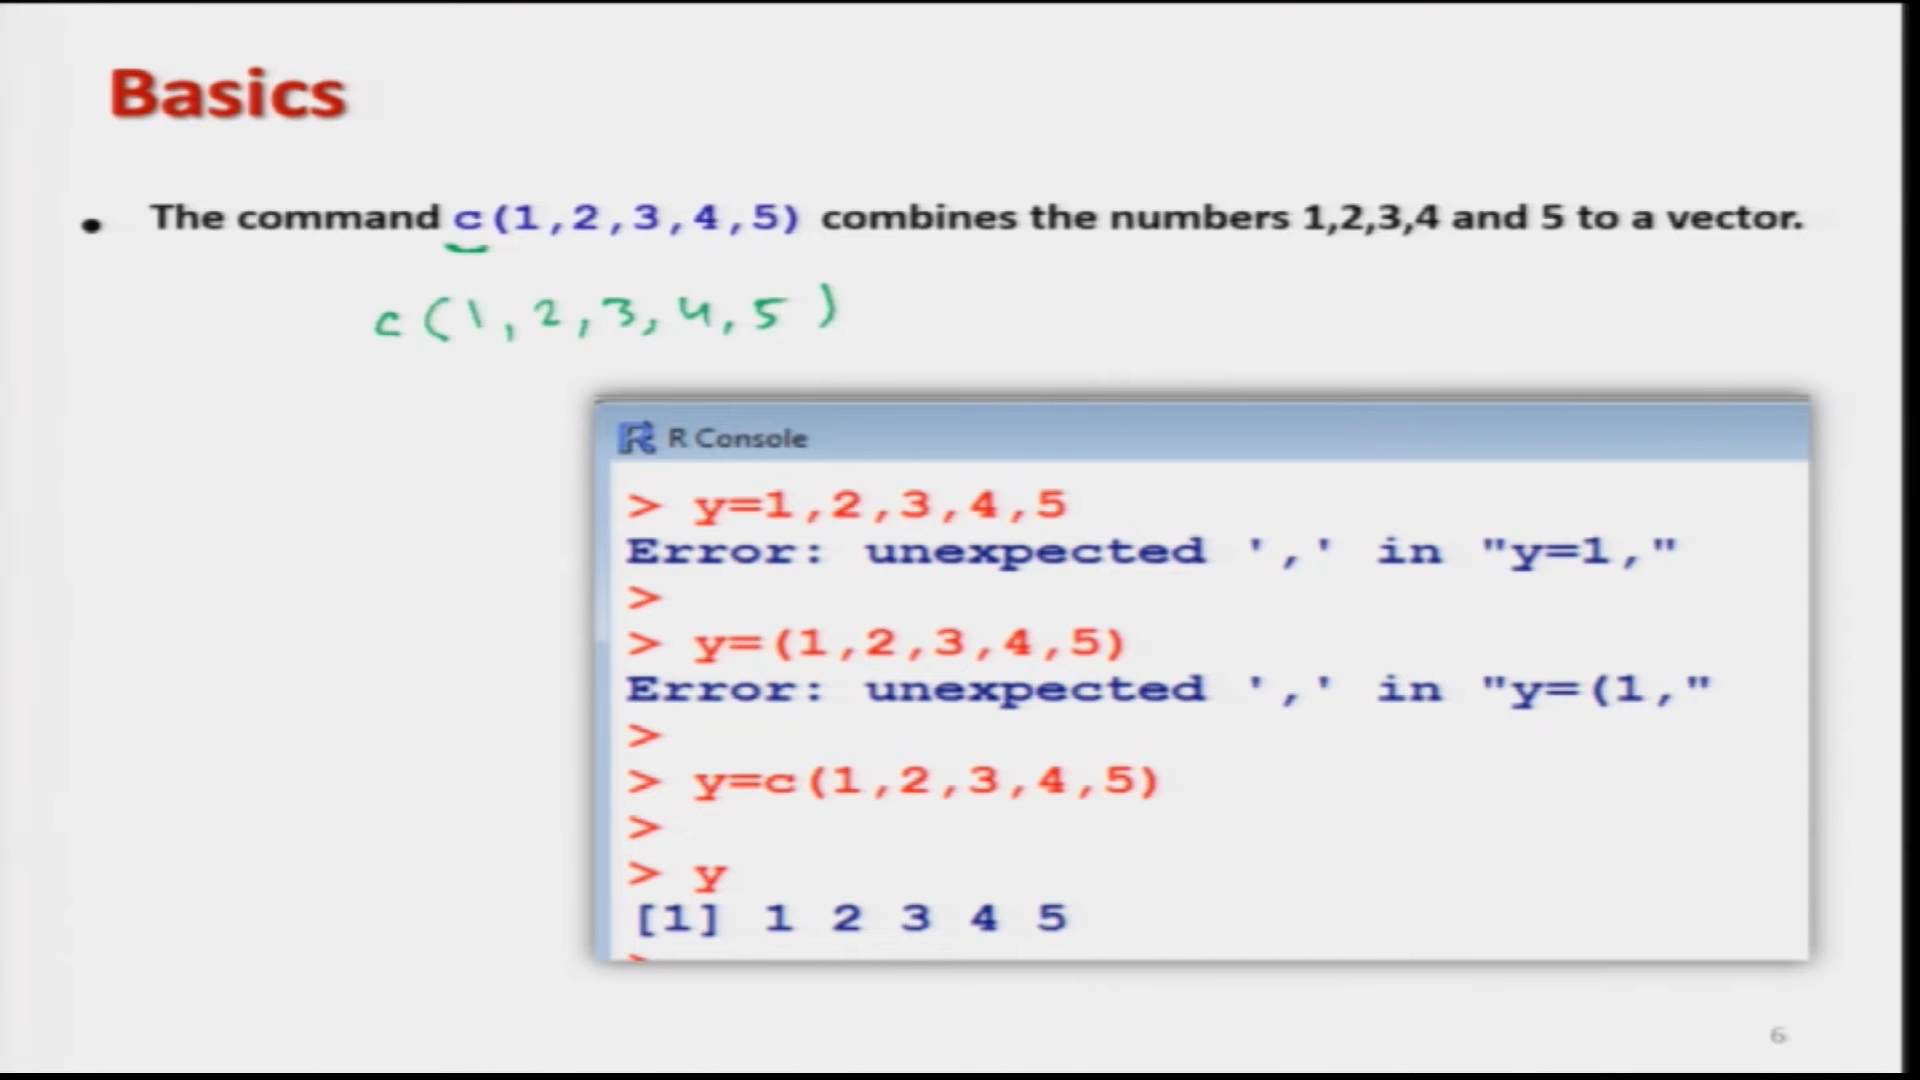 Basics
• The command c(1,2,3,4,5) combines the numbers 1,2,3,4 and 5 to a vector.
c(1,2,3,4,5)
R R Console
> y=1,2,3,4,5
Error: unexpected ',' in "y=1,"
>
> y=(1,2,3,4,5)
Error: unexpected ',' in "y=(1,"
>
> y=c(1,2,3,4,5)
>
> y
[1] 1 2 3 4 5
>
6